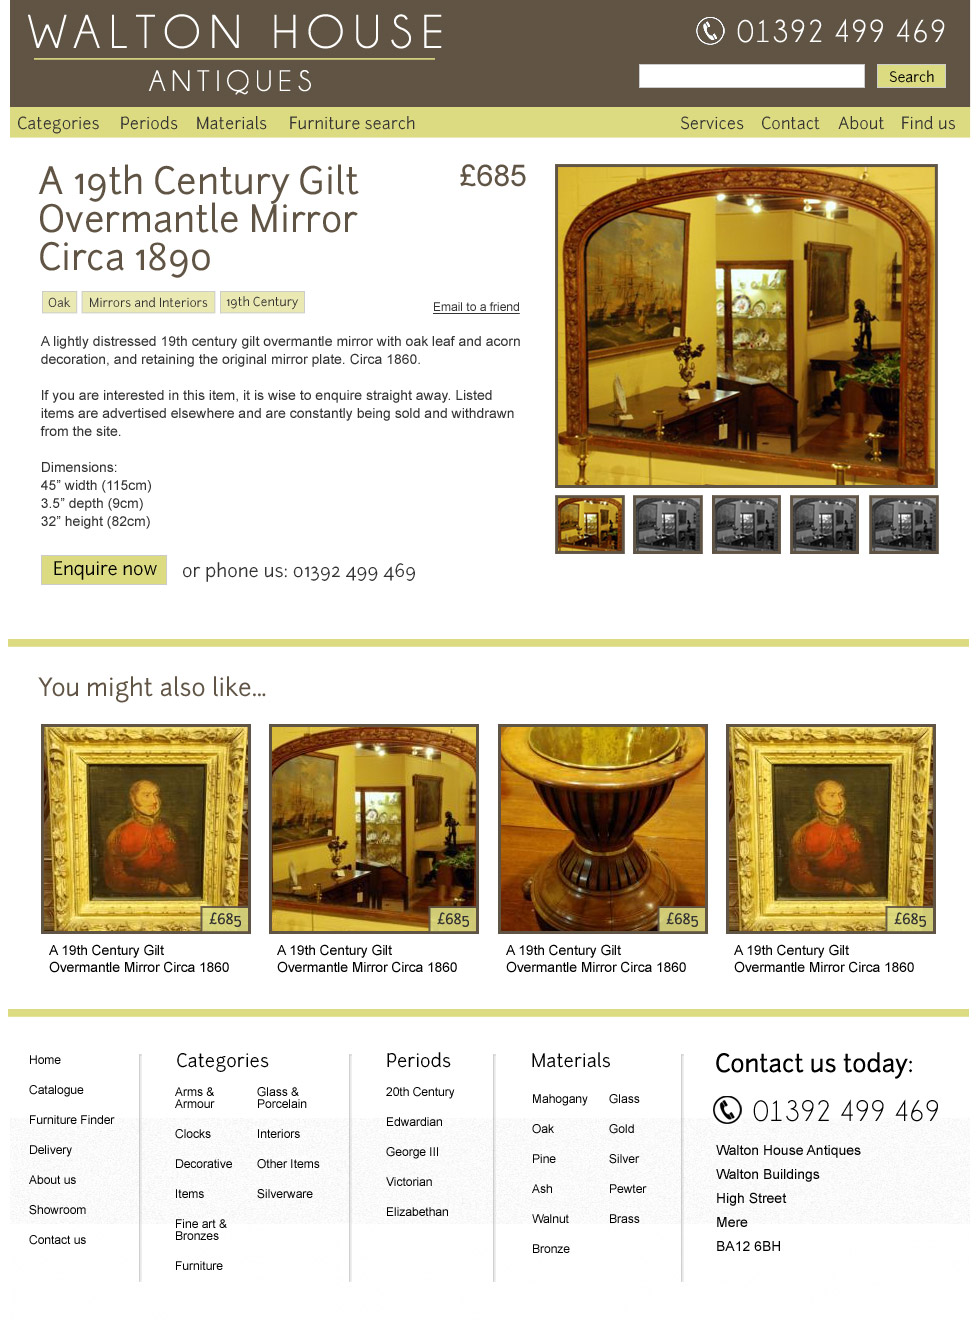 WALTON HOUSE
ANTIQUES
01392 499 469
Search
Categories Periods Materials Furniture search Services Contact About Find us
A 19th Century Gilt
Overmantle Mirror
Circa 1890
£685
Oak Mirrors and Interiors 19th Century
Email to a friend
A lightly distressed 19th century gilt overmantle mirror with oak leaf and acorn
decoration, and retaining the original mirror plate. Circa 1860.
If you are interested in this item, it is wise to enquire straight away. Listed
items are advertised elsewhere and are constantly being sold and withdrawn
from the site.
Dimensions:
45” width (115cm)
3.5” depth (9cm)
32” height (82cm)
Enquire now or phone us: 01392 499 469
You might also like...
£685 £685 £685 £685
A 19th Century Gilt
Overmantle Mirror Circa 1860
A 19th Century Gilt
Overmantle Mirror Circa 1860
A 19th Century Gilt
Overmantle Mirror Circa 1860
A 19th Century Gilt
Overmantle Mirror Circa 1860
Home
Catalogue
Furniture Finder
Delivery
About us
Showroom
Contact us
Categories
Arms &
Armour
Clocks
Decorative
Items
Fine art &
Bronzes
Furniture
Glass &
Porcelain
Interiors
Other Items
Silverware
Periods
20th Century
Edwardian
George III
Victorian
Elizabethan
Materials
Mahogany
Oak
Pine
Ash
Walnut
Bronze
Glass
Gold
Silver
Pewter
Brass
Contact us today:
01392 499 469
Walton House Antiques
Walton Buildings
High Street
Mere
BA12 6BH